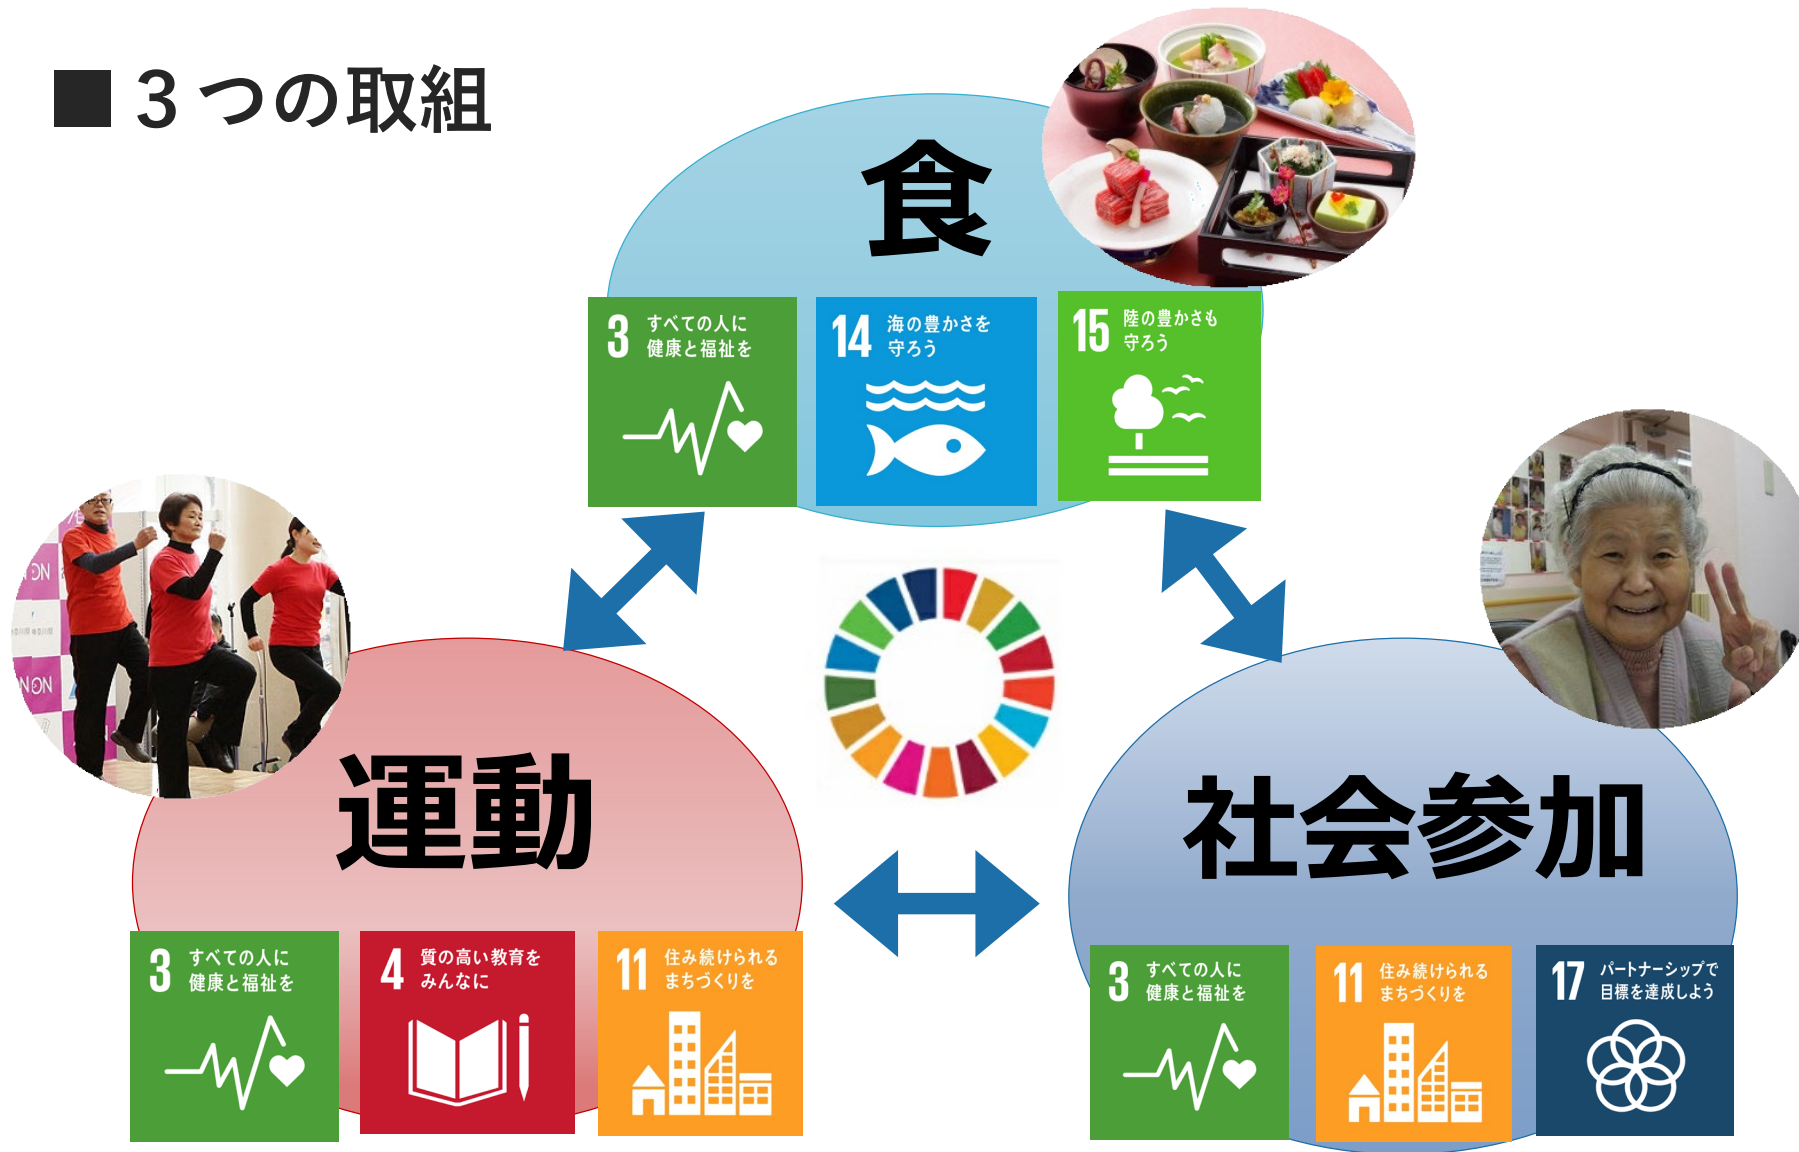 ■３つの取組
食
3 すべての人に
健康と福祉を
14 海の豊かさを
守ろう
15 陸の豊かさも
守ろう
運動
3 すべての人に
健康と福祉を
4 質の高い教育を
みんなに
11 住み続けられる
まちづくりを
社会参加
3 すべての人に
健康と福祉を
11 住み続けられる
まちづくりを
17 パートナーシップで
目標を達成しよう